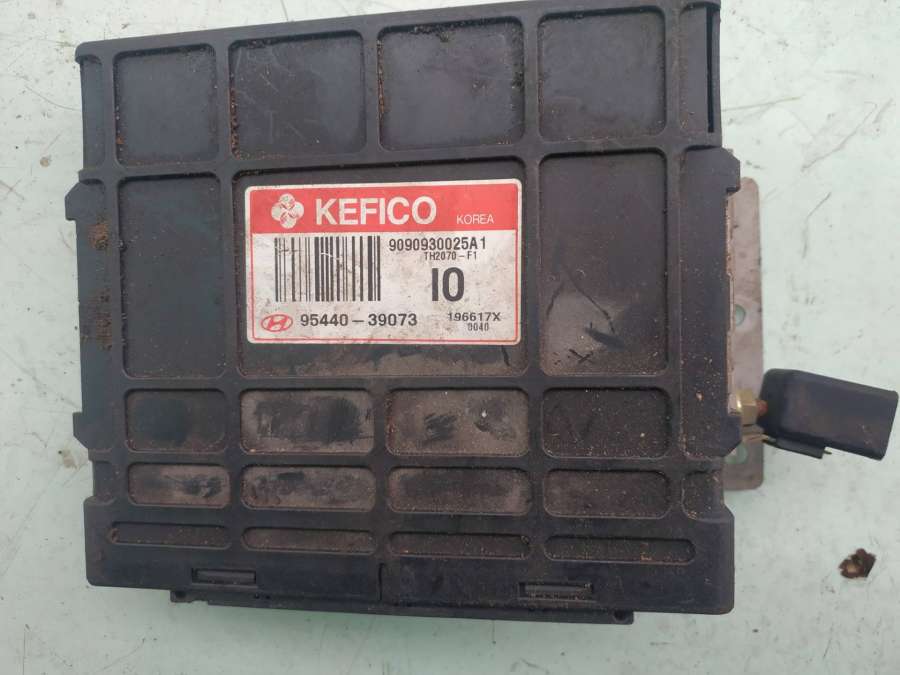 KEFICO KOREA
9090930025A1
TH2070-F1
IO
95440-39073 196617X
0040